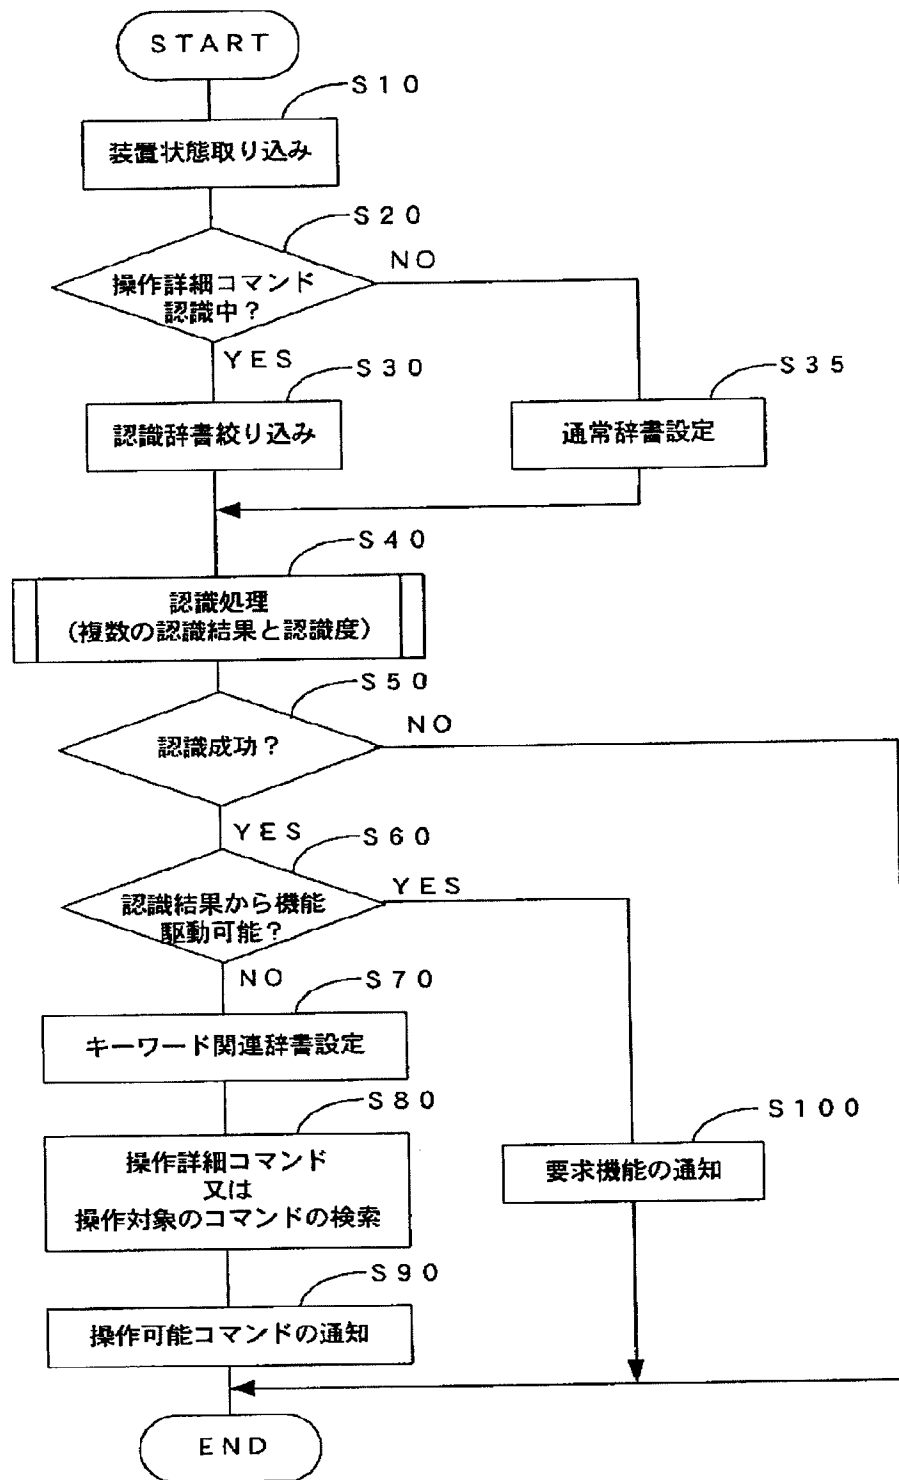 START
S10
装置状態取り込み
S20
操作詳細コマンド
認識中？
NO
YES
S30
S35
認識辞書絞り込み
通常辞書設定
S40
認識処理
(複数の認識結果と認識度)
S50
認識成功？
NO
YES
S60
認識結果から機能
駆動可能？
YES
NO
S70
キーワード関連辞書設定
S80
操作詳細コマンド
又は
操作対象のコマンドの検索
S100
要求機能の通知
S90
操作可能コマンドの通知
END